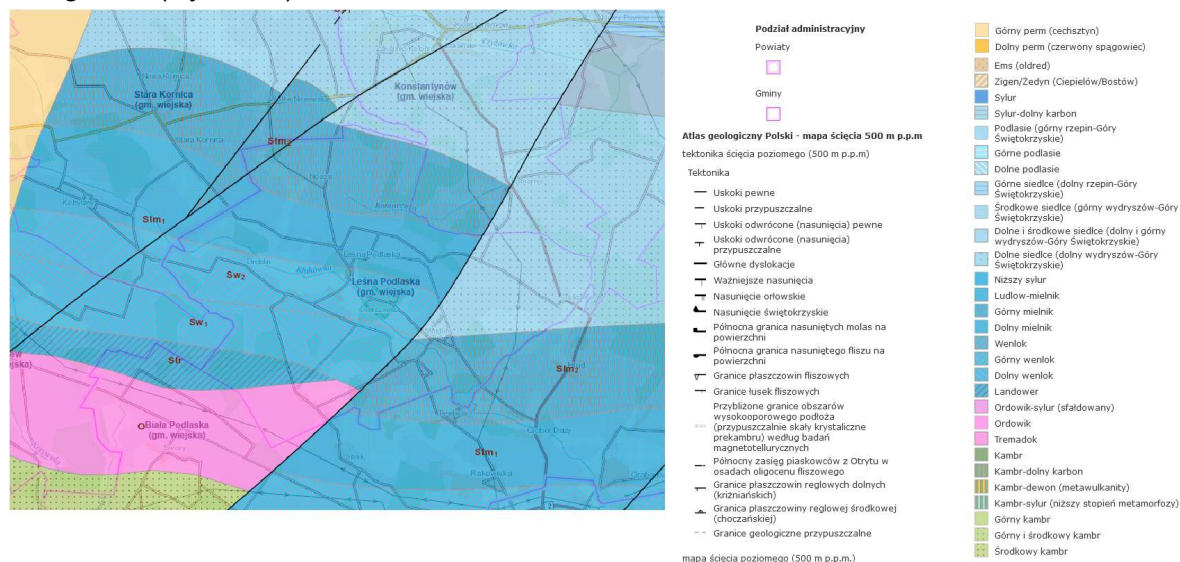 Stara Kornica
(gm. wiejska)
Stara Kornica
Konstantynów
(gm. wiejska)
Slm₂
Slm₁
Leśna Podlaska
Św₂
Leśna Podlaska
(gm. wiejska)
Św₁
Slr
Slm₂
Biała Podlaska
(gm. wiejska)
Slm₁
Rakowiska
Podział administracyjny
Powiaty
Gminy
Atlas geologiczny Polski - mapa ścięcia 500 m p.p.m
tektonika ścięcia poziomego (500 m p.p.m)
Tektonika
Uskoki pewne
Uskoki przypuszczalne
Uskoki odwrócone (nasunięcia) pewne
Uskoki odwrócone (nasunięcia)
przypuszczalne
Główne dyslokacje
Ważniejsze nasunięcia
Nasunięcie orłowskie
Nasunięcie świętokrzyskie
Północna granica nasuniętych molas na
powierzchni
Północna granica nasuniętego fliszu na
powierzchni
Granice płaszczowin fliszowych
Granice łusek fliszowych
Przybliżone granice obszarów
wysokooporowego podłoża
(przypuszczalnie skały krystaliczne
prekambru) według badań
magnetotellurycznych
Północny zasięg piaskowców z Otrytu w
osadach oligocenu fliszowego
Granice płaszczowin reglowych dolnych
(kriżniańskich)
Granica płaszczowiny reglowej środkowej
(choczańskiej)
Granice geologiczne przypuszczalne
mapa ścięcia poziomego (500 m p.p.m.)
Górny perm (cechsztyn)
Dolny perm (czerwony spągowiec)
Ems (oldred)
Zigen/Żedyn (Ciepielów/Bostów)
Sylur
Sylur-dolny karbon
Podlasie (górny rzepin-Góry
Świętokrzyskie)
Górne podlasie
Dolne podlasie
Górne siedlce (dolny rzepin-Góry
Świętokrzyskie)
Środkowe siedlce (górny wydryszów-Góry
Świętokrzyskie)
Dolne i środkowe siedlce (dolny i górny
wydryszów-Góry Świętokrzyskie)
Dolne siedlce (dolny wydryszów-Góry
Świętokrzyskie)
Niższy sylur
Ludlow-mielnik
Górny mielnik
Dolny mielnik
Wenlok
Górny wenlok
Dolny wenlok
Landower
Ordowik-sylur (sfałdowany)
Ordowik
Tremadok
Kambr
Kambr-dolny karbon
Kambr-dewon (metawulkanity)
Kambr-sylur (niższy stopień metamorfozy)
Górny kambr
Górny i środkowy kambr
Środkowy kambr